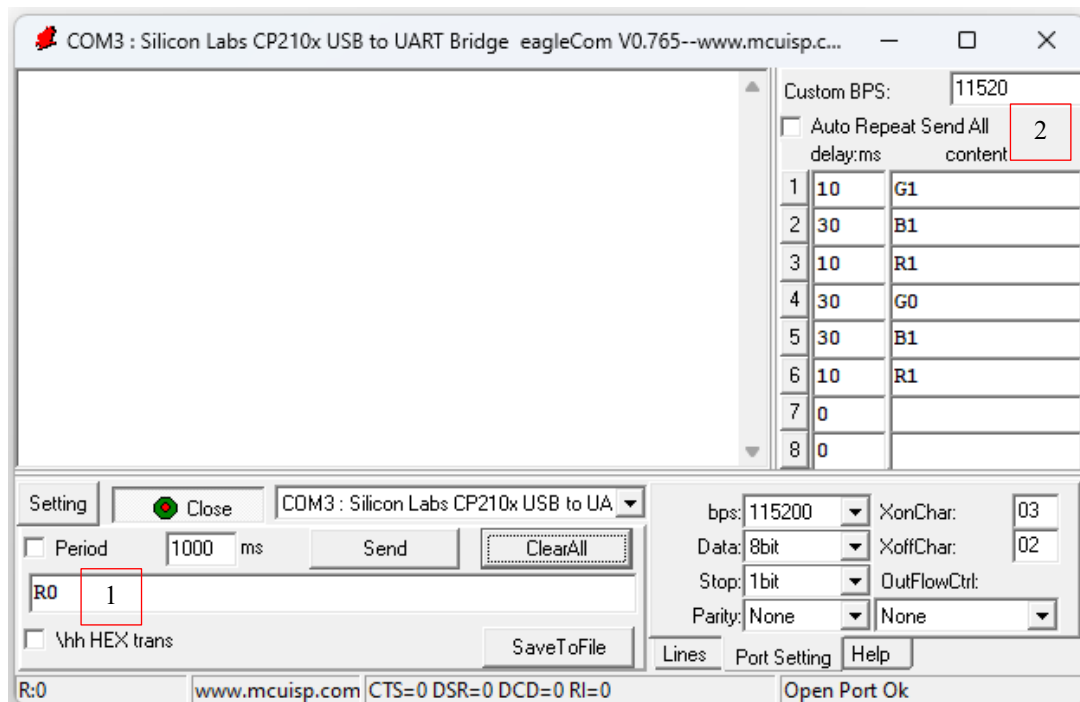 COM3 : Silicon Labs CP210x USB to UART Bridge eagleCom V0.765--www.mcuisp.c...
Custom BPS: 11520
Auto Repeat Send All
2
delay:ms content
1 10 G1
2 30 B1
3 10 R1
4 30 G0
5 30 B1
6 10 R1
7 0
8 0
Setting Close COM3 : Silicon Labs CP210x USB to UA
Period 1000 ms Send ClearAll
R0 1
\hh HEX trans
SaveToFile
bps: 115200 XonChar: 03
Data: 8bit XoffChar: 02
Stop: 1bit OutFlowCtrl:
Parity: None None
Lines Port Setting Help
R:0 www.mcuisp.com CTS=0 DSR=0 DCD=0 RI=0 Open Port Ok